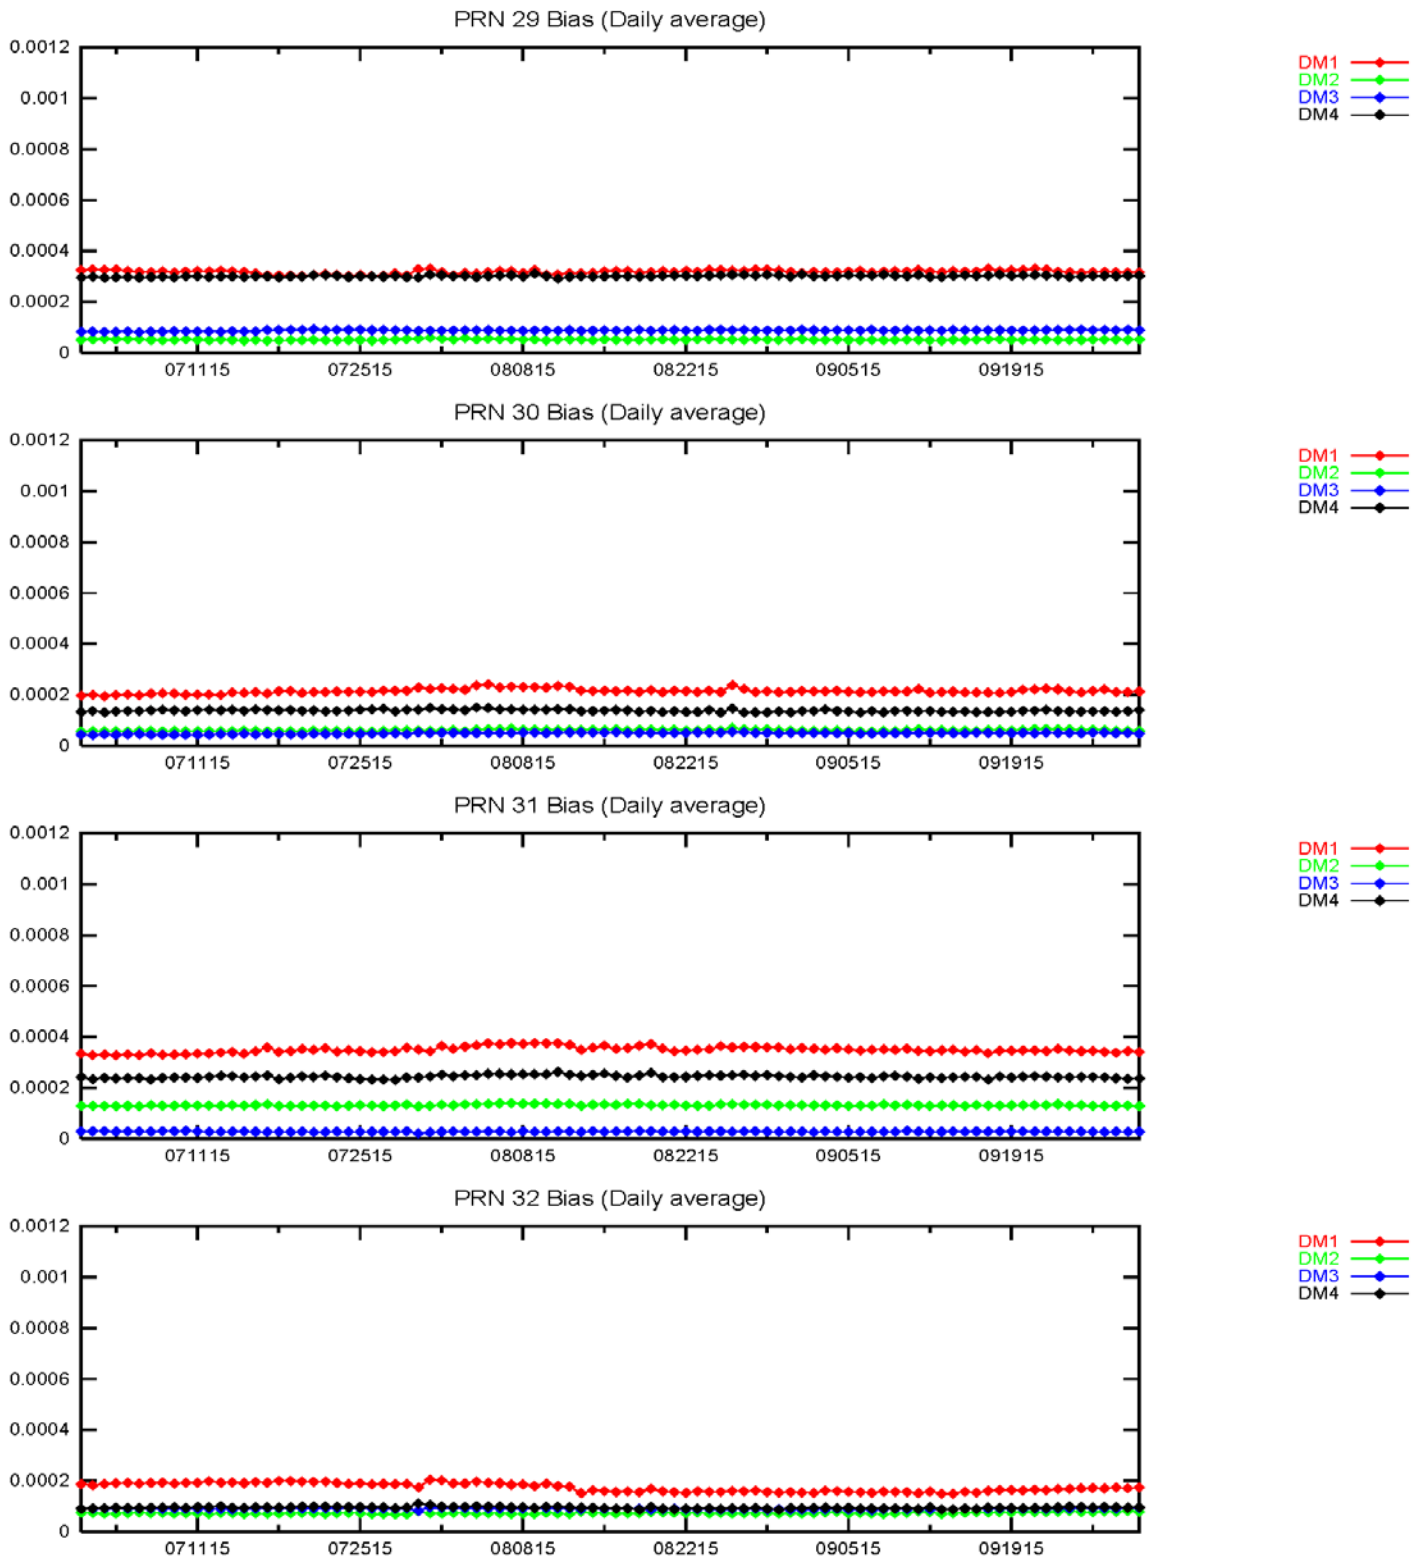 PRN 29 Bias (Daily average)
0.0012
DM1
DM2
0.001
DM3
DM4
0.0008
0.0006
0.0004
0.0002
0
071115 072515 080815 082215 090515 091915
PRN 30 Bias (Daily average)
0.0012
DM1
DM2
0.001
DM3
DM4
0.0008
0.0006
0.0004
0.0002
0
071115 072515 080815 082215 090515 091915
PRN 31 Bias (Daily average)
0.0012
DM1
DM2
0.001
DM3
DM4
0.0008
0.0006
0.0004
0.0002
0
071115 072515 080815 082215 090515 091915
PRN 32 Bias (Daily average)
0.0012
DM1
DM2
0.001
DM3
DM4
0.0008
0.0006
0.0004
0.0002
0
071115 072515 080815 082215 090515 091915